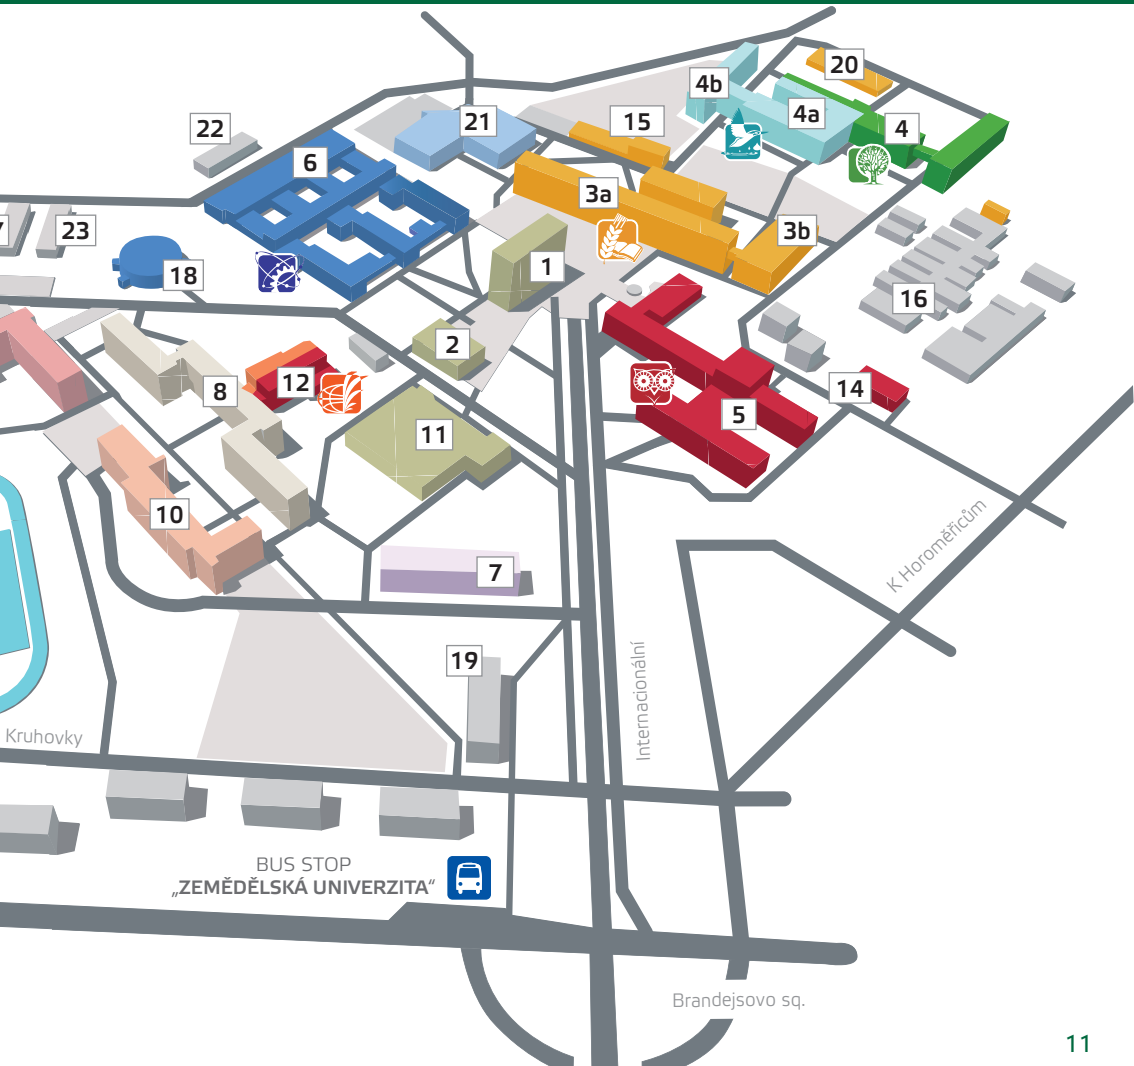 20
4b
4a
22
21
15
4
6
3a
23
3b
1
18
16
2
8
12
14
5
11
10
K Horoměřicům
7
19
Internacionální
Kruhovky
BUS STOP
„ZEMĚDĚLSKÁ UNIVERZITA“
Brandejsovo sq.
11